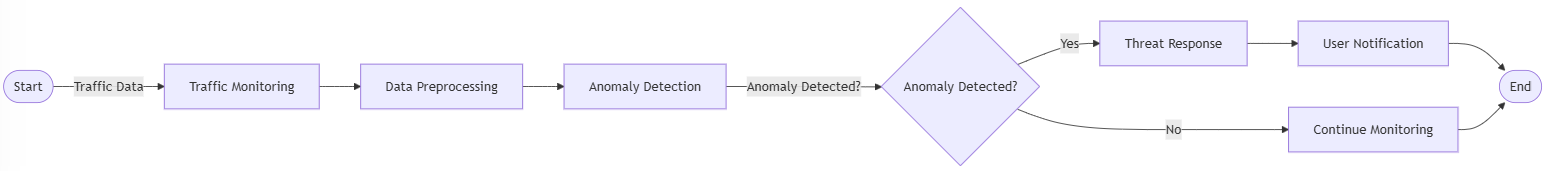 Start
Traffic Data
Traffic Monitoring
Data Preprocessing
Anomaly Detection
Anomaly Detected?
Anomaly Detected?
Yes
Threat Response
User Notification
No
Continue Monitoring
End